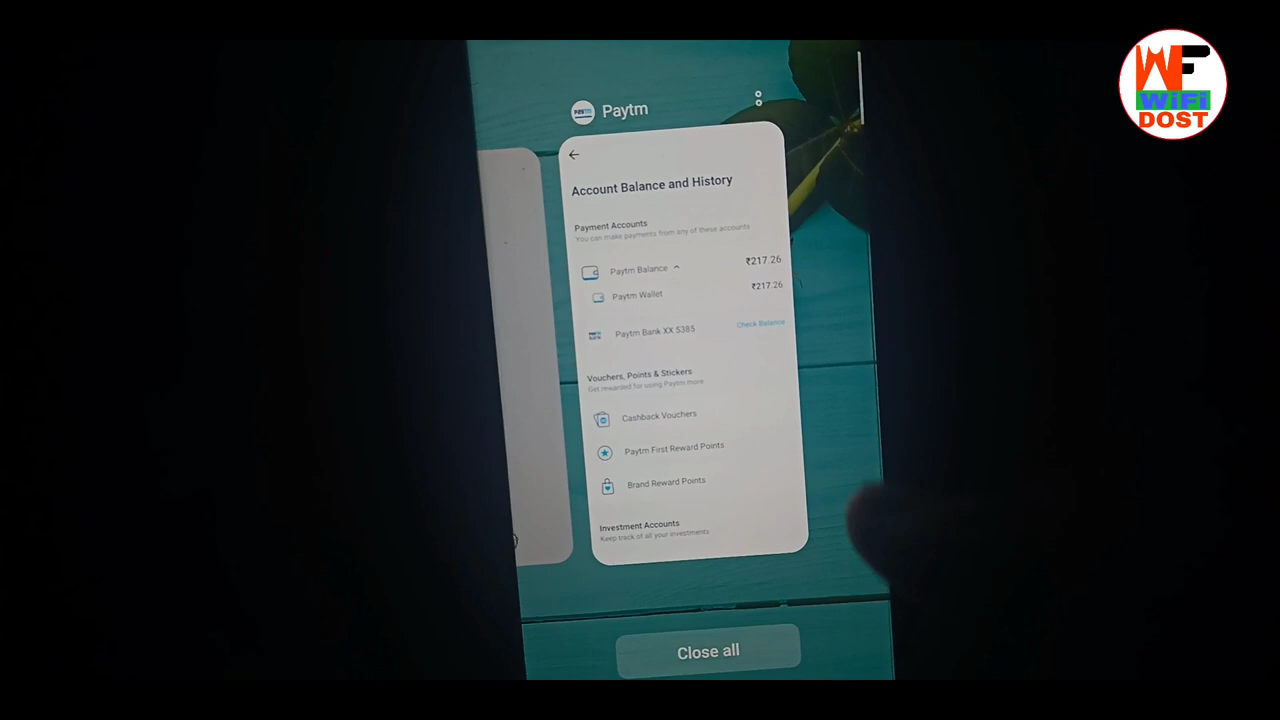 WF
WiFi
DOST
Paytm
Account Balance and History
Payment Accounts
You can make payments from any of these accounts
Paytm Balance ₹217.26
Paytm Wallet ₹217.26
Paytm Bank XX 5385 Check Balance
Vouchers, Points & Stickers
Get rewarded for using Paytm more
Cashback Vouchers
Paytm First Reward Points
Brand Reward Points
Investment Accounts
Keep track of all your investments
Close all